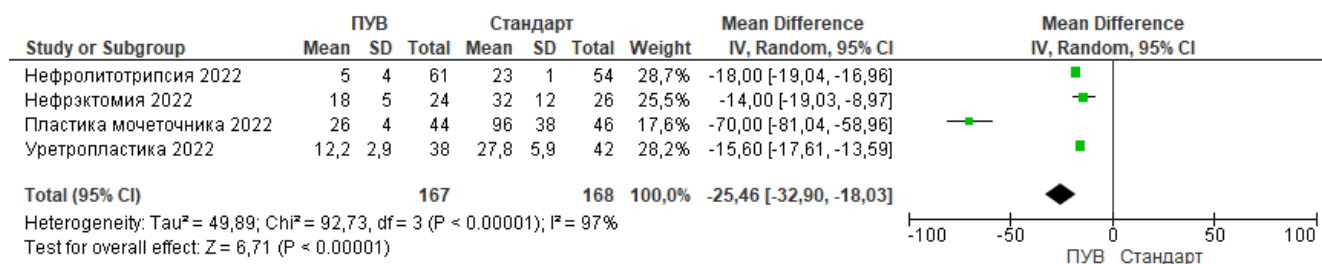 ПУВ Стандарт Mean Difference Mean Difference
Study or Subgroup Mean SD Total Mean SD Total Weight IV, Random, 95% CI IV, Random, 95% CI
Нефролитотрипсия 2022 5 4 61 23 1 54 28,7% -18,00 [-19,04, -16,96]
Нефрэктомия 2022 18 5 24 32 12 26 25,5% -14,00 [-19,03, -8,97]
Пластика мочеточника 2022 26 4 44 96 38 46 17,6% -70,00 [-81,04, -58,96]
Уретропластика 2022 12,2 2,9 38 27,8 5,9 42 28,2% -15,60 [-17,61, -13,59]
Total (95% CI) 167 168 100,0% -25,46 [-32,90, -18,03]
Heterogeneity: Tau² = 49,89; Chi² = 92,73, df = 3 (P < 0.00001); I² = 97%
Test for overall effect: Z = 6,71 (P < 0.00001)
-100 -50 0 50 100
ПУВ Стандарт